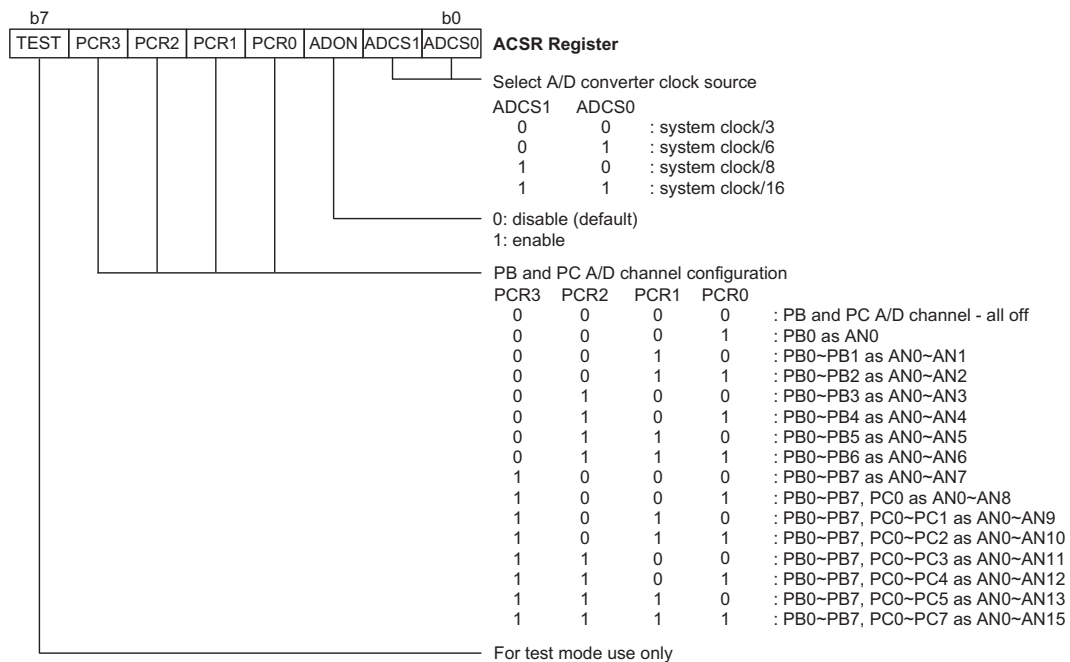 b7 b0
TEST PCR3 PCR2 PCR1 PCR0 ADON ADCS1 ADCS0 ACSR Register
Select A/D converter clock source
ADCS1 ADCS0
0 0 : system clock/3
0 1 : system clock/6
1 0 : system clock/8
1 1 : system clock/16
0: disable (default)
1: enable
PB and PC A/D channel configuration
PCR3 PCR2 PCR1 PCR0
0 0 0 0 : PB and PC A/D channel - all off
0 0 0 1 : PB0 as AN0
0 0 1 0 : PB0~PB1 as AN0~AN1
0 0 1 1 : PB0~PB2 as AN0~AN2
0 1 0 0 : PB0~PB3 as AN0~AN3
0 1 0 1 : PB0~PB4 as AN0~AN4
0 1 1 0 : PB0~PB5 as AN0~AN5
0 1 1 1 : PB0~PB6 as AN0~AN6
1 0 0 0 : PB0~PB7 as AN0~AN7
1 0 0 1 : PB0~PB7, PC0 as AN0~AN8
1 0 1 0 : PB0~PB7, PC0~PC1 as AN0~AN9
1 0 1 1 : PB0~PB7, PC0~PC2 as AN0~AN10
1 1 0 0 : PB0~PB7, PC0~PC3 as AN0~AN11
1 1 0 1 : PB0~PB7, PC0~PC4 as AN0~AN12
1 1 1 0 : PB0~PB7, PC0~PC5 as AN0~AN13
1 1 1 1 : PB0~PB7, PC0~PC7 as AN0~AN15
For test mode use only